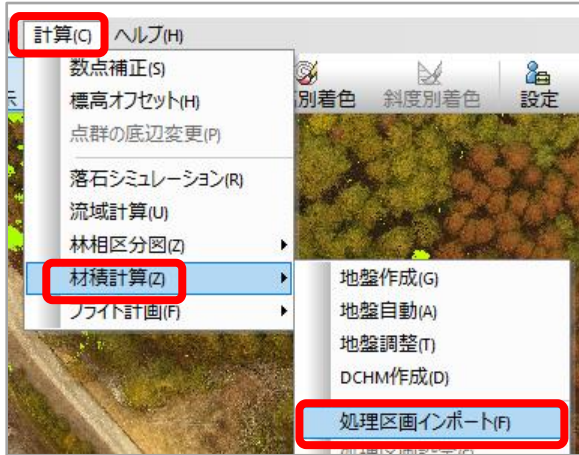 計算(C) ヘルプ(H)
数点補正(S)
標高オフセット(H)
点群の底辺変更(P)
別着色 斜度別着色 設定
落石シミュレーション(R)
流域計算(U)
林相区分図(Z)
材積計算(Z)
フライト計画(F)
地盤作成(G)
地盤自動(A)
地盤調整(T)
DCHM作成(D)
処理区画インポート(F)